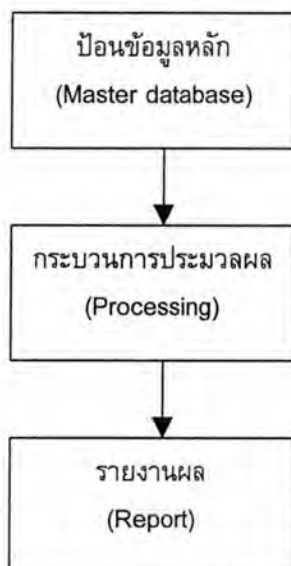 ป้อนข้อมูลหลัก
(Master database)
กระบวนการประมวลผล
(Processing)
รายงานผล
(Report)